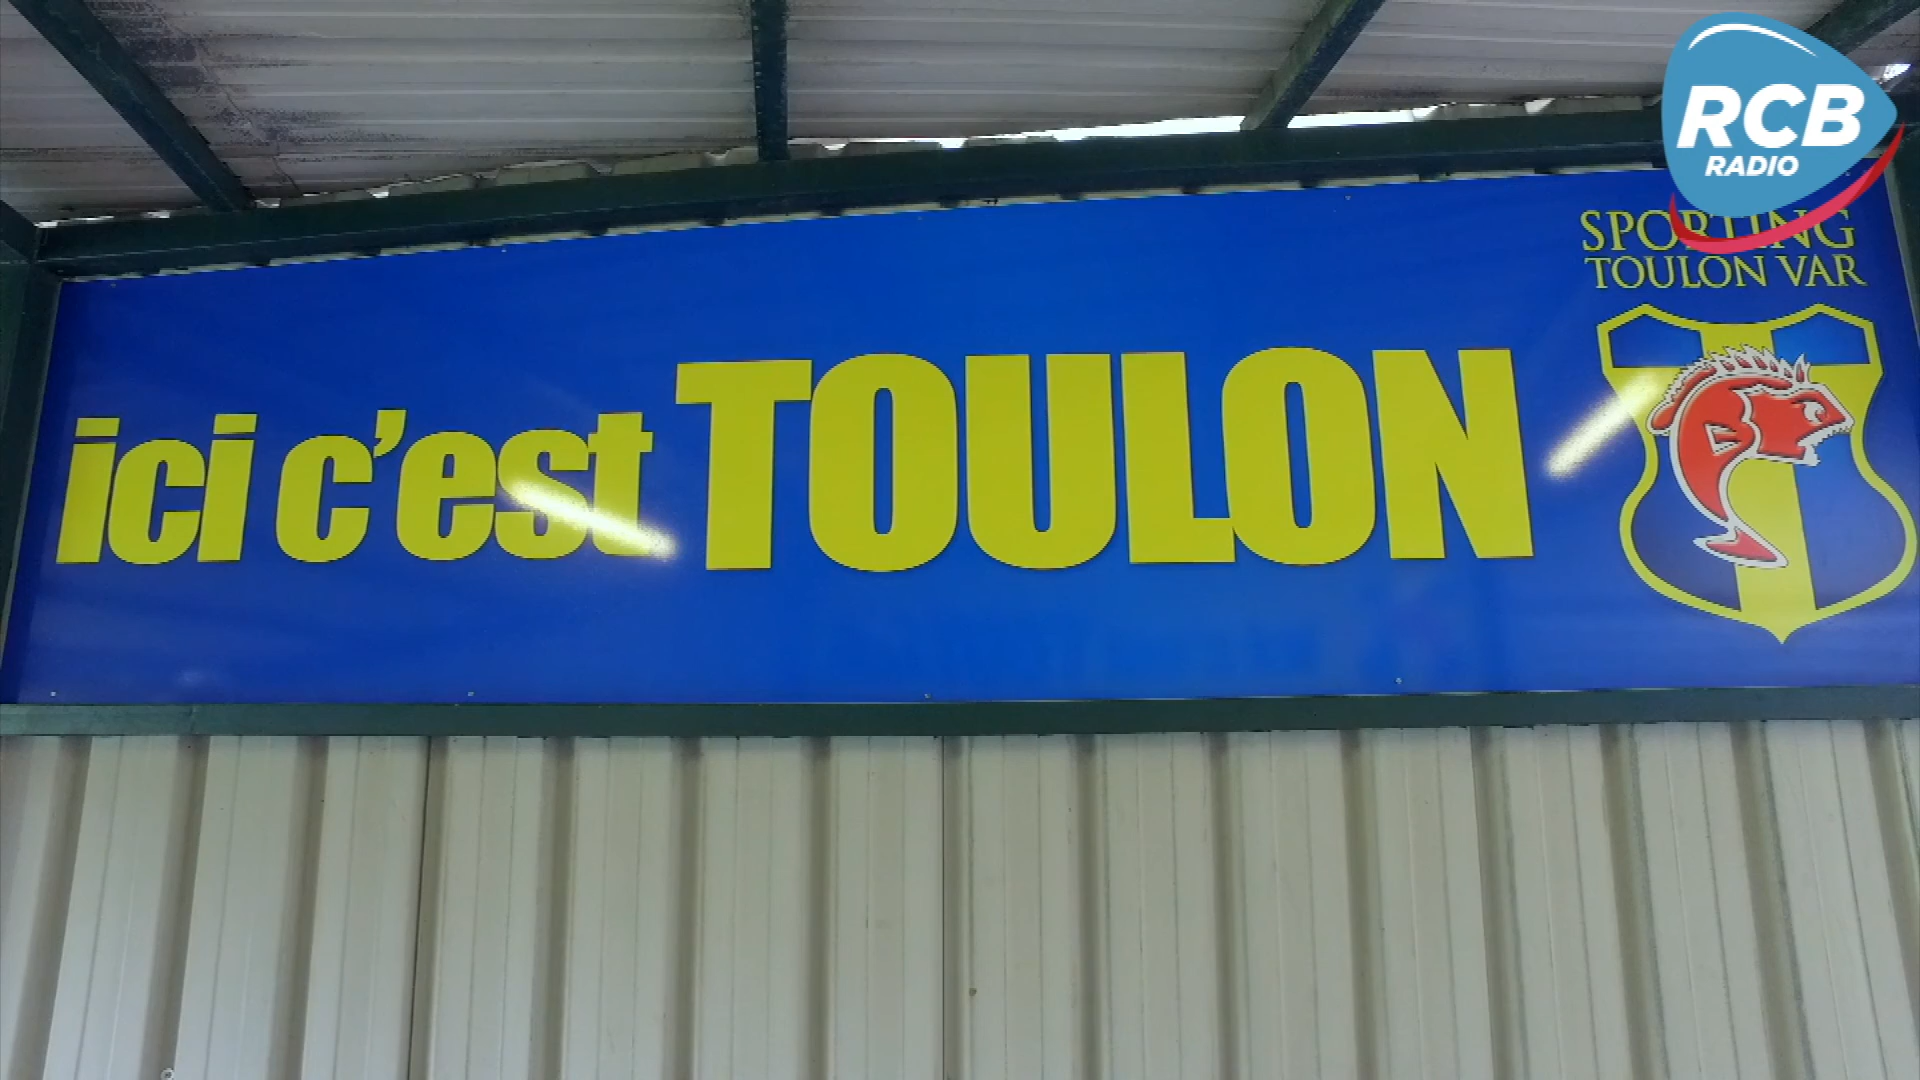 RCB
RADIO
SPORTING
TOULON VAR
ici c'est TOULON